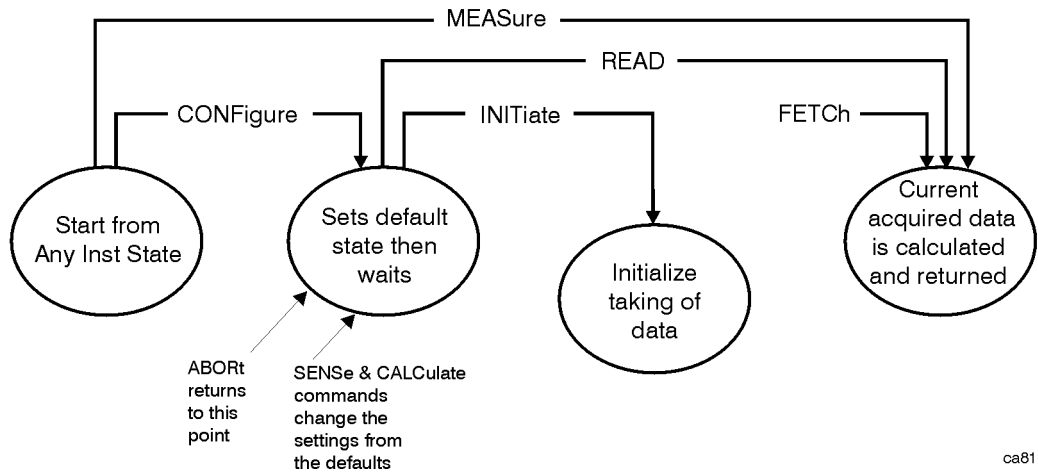 MEASure
READ
CONFigure
INITiate
FETCh
Start from
Any Inst State
Sets default
state then
waits
Initialize
taking of
data
Current
acquired data
is calculated
and returned
ABORt
returns
to this
point
SENSe & CALCulate
commands
change the
settings from
the defaults
ca81